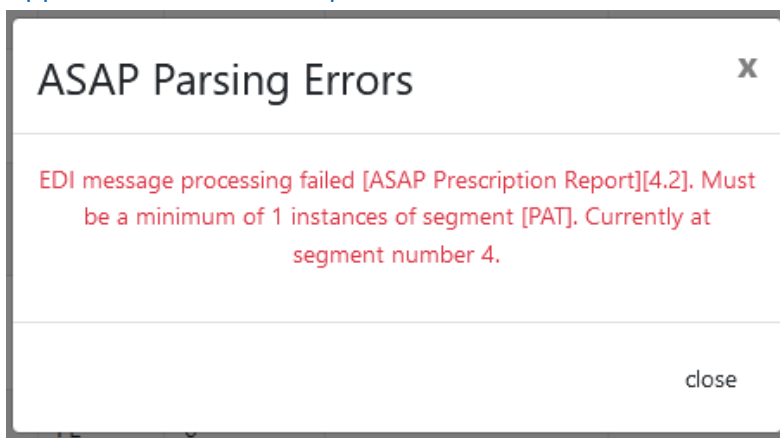 ASAP Parsing Errors
x
EDI message processing failed [ASAP Prescription Report][4.2]. Must
be a minimum of 1 instances of segment [PAT]. Currently at
segment number 4.
close